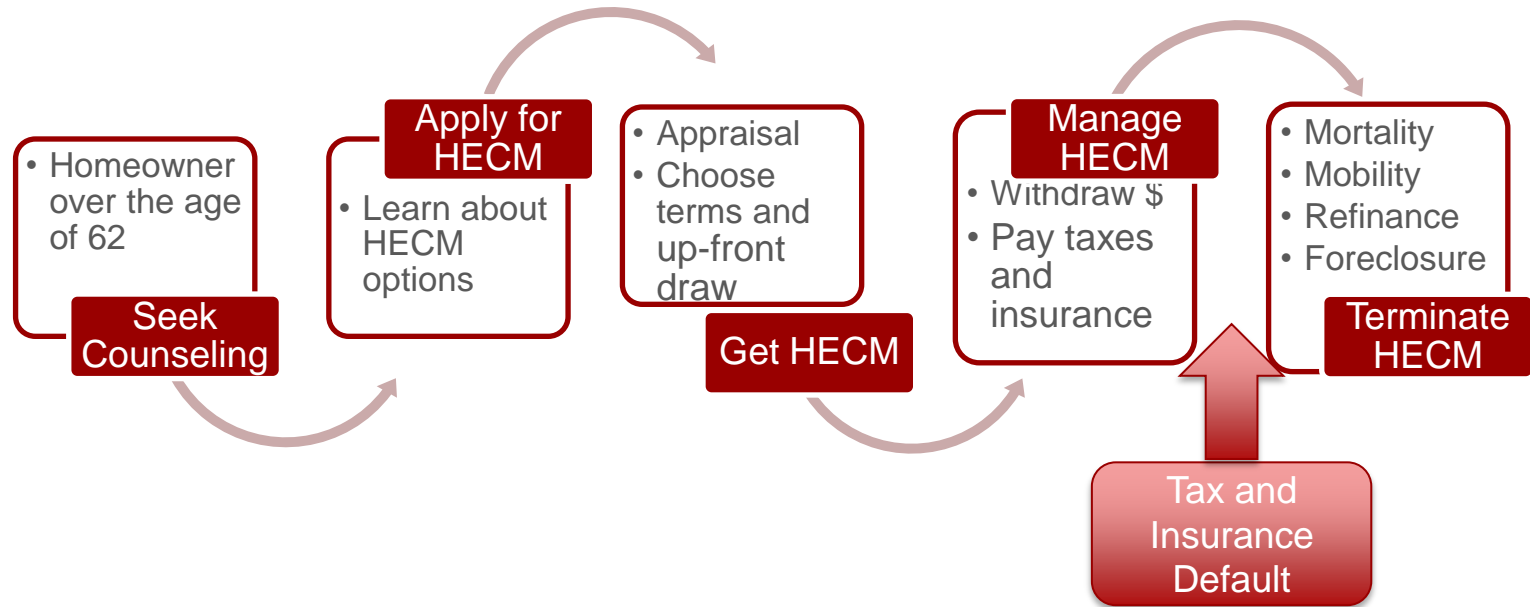 • Homeowner
over the age
of 62
Seek
Counseling
Apply for
HECM
• Learn about
HECM
options
• Appraisal
• Choose
terms and
up-front
draw
Get HECM
Manage
HECM
• Withdraw $
• Pay taxes
and
insurance
• Mortality
• Mobility
• Refinance
• Foreclosure
Terminate
HECM
Tax and
Insurance
Default